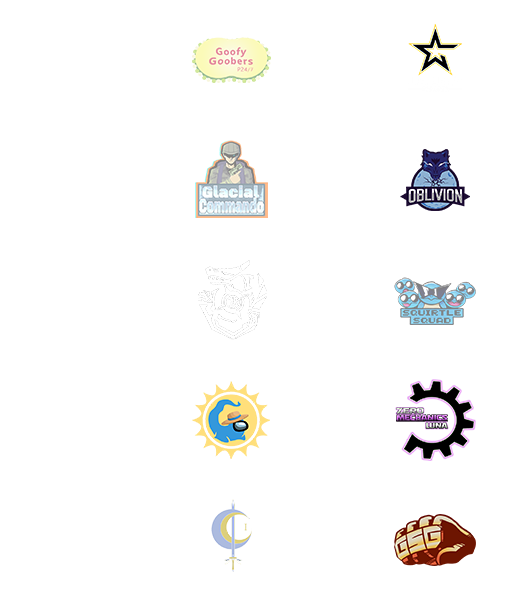 Goofy
Goobers
Glacial
Commando
OBLIVION
SQUIRTLE
SQUAD
ZERO
MECHANICS
LUNA
GSG